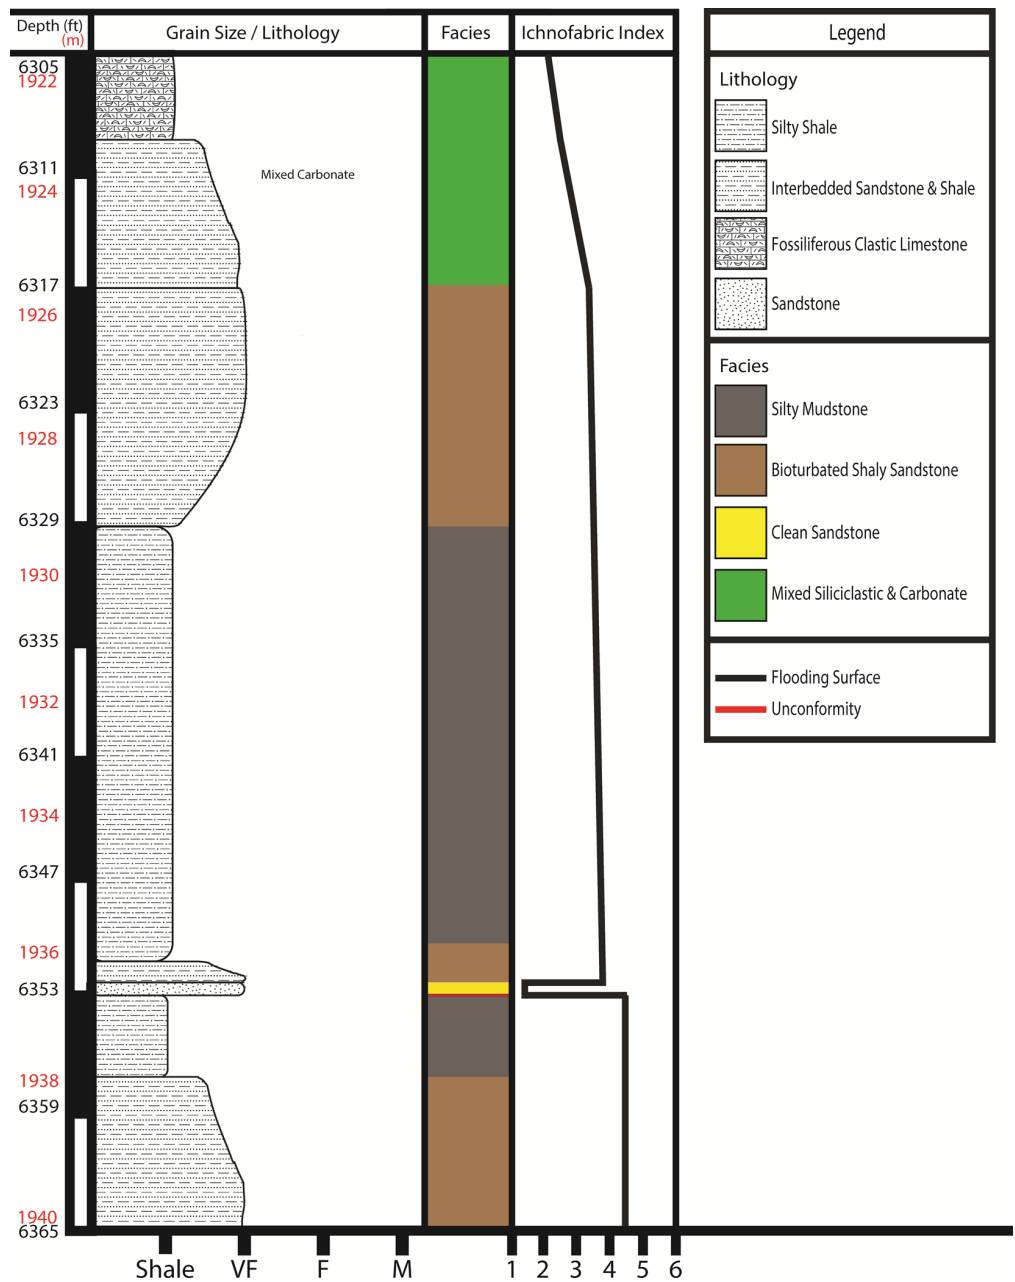 Depth (ft)
(m)
Grain Size / Lithology
Facies
Ichnofabric Index
Legend
6305
1922
6311
1924
6317
1926
6323
1928
6329
1930
6335
1932
6341
1934
6347
1936
6353
1938
6359
1940
6365
Mixed Carbonate
Shale VF F M 1 2 3 4 5 6
Lithology
Silty Shale
Interbedded Sandstone & Shale
Fossiliferous Clastic Limestone
Sandstone
Facies
Silty Mudstone
Bioturbated Shaly Sandstone
Clean Sandstone
Mixed Siliciclastic & Carbonate
Flooding Surface
Unconformity